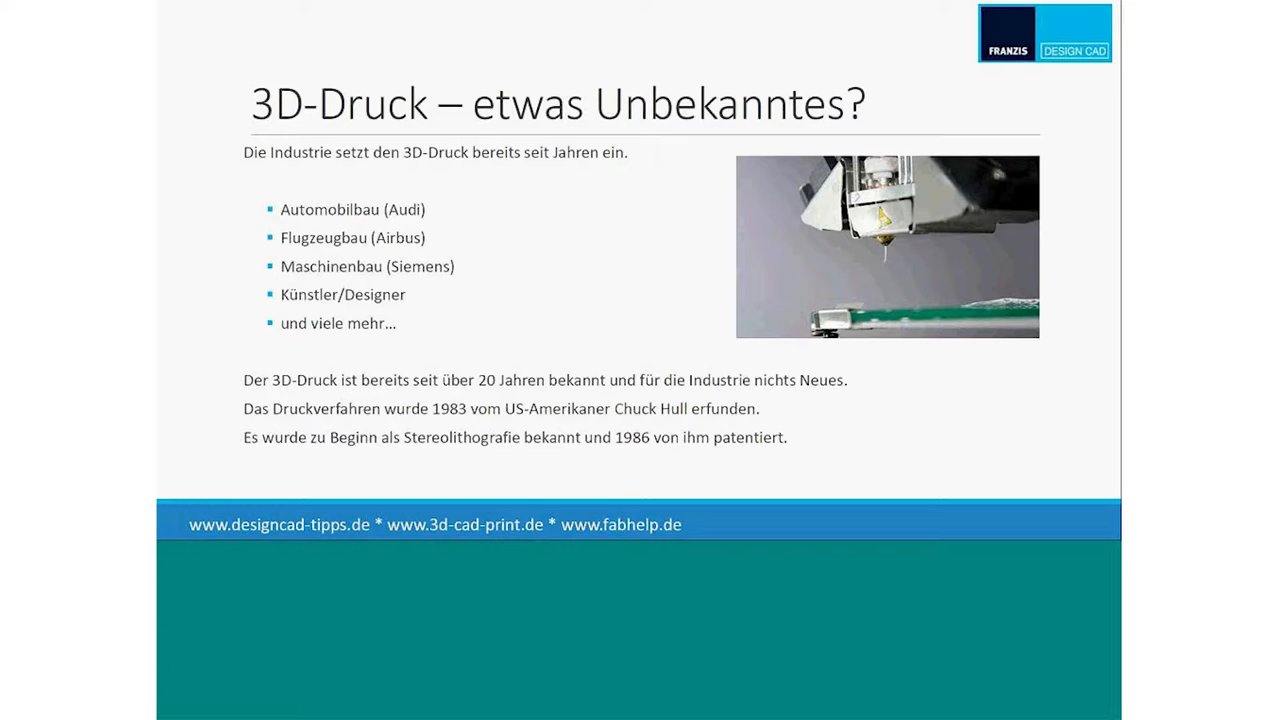 FRANZIS
DESIGN CAD
3D-Druck – etwas Unbekanntes?
Die Industrie setzt den 3D-Druck bereits seit Jahren ein.
Automobilbau (Audi)
Flugzeugbau (Airbus)
Maschinenbau (Siemens)
Künstler/Designer
und viele mehr...
Der 3D-Druck ist bereits seit über 20 Jahren bekannt und für die Industrie nichts Neues.
Das Druckverfahren wurde 1983 vom US-Amerikaner Chuck Hull erfunden.
Es wurde zu Beginn als Stereolithografie bekannt und 1986 von ihm patentiert.
www.designcad-tipps.de * www.3d-cad-print.de * www.fabhelp.de